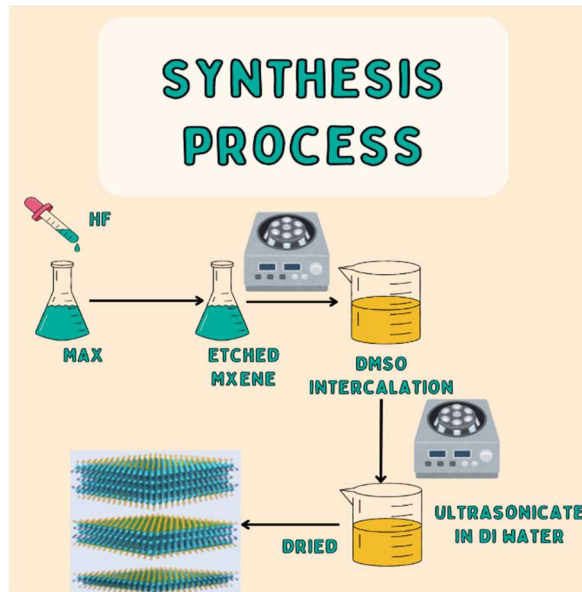 SYNTHESIS
PROCESS
HF
MAX
ETCHED
MXENE
DMSO
INTERCALATION
ULTRASONICATE
IN DI WATER
DRIED